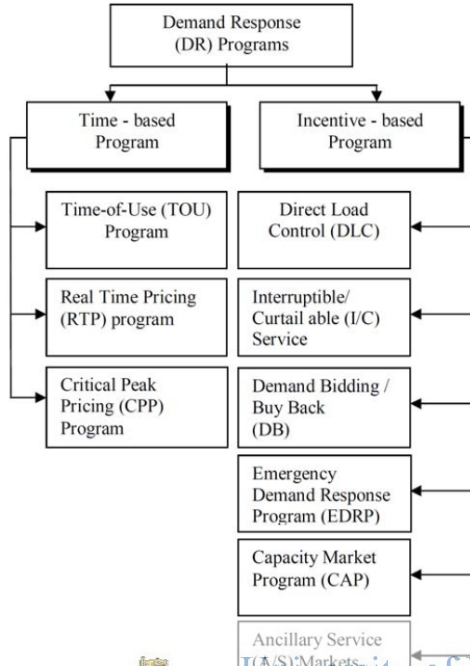 Demand Response
(DR) Programs
Time - based
Program
Incentive - based
Program
Time-of-Use (TOU)
Program
Real Time Pricing
(RTP) program
Critical Peak
Pricing (CPP)
Program
Direct Load
Control (DLC)
Interruptible/
Curtail able (I/C)
Service
Demand Bidding /
Buy Back
(DB)
Emergency
Demand Response
Program (EDRP)
Capacity Market
Program (CAP)
Ancillary Service
(A/S) Markets